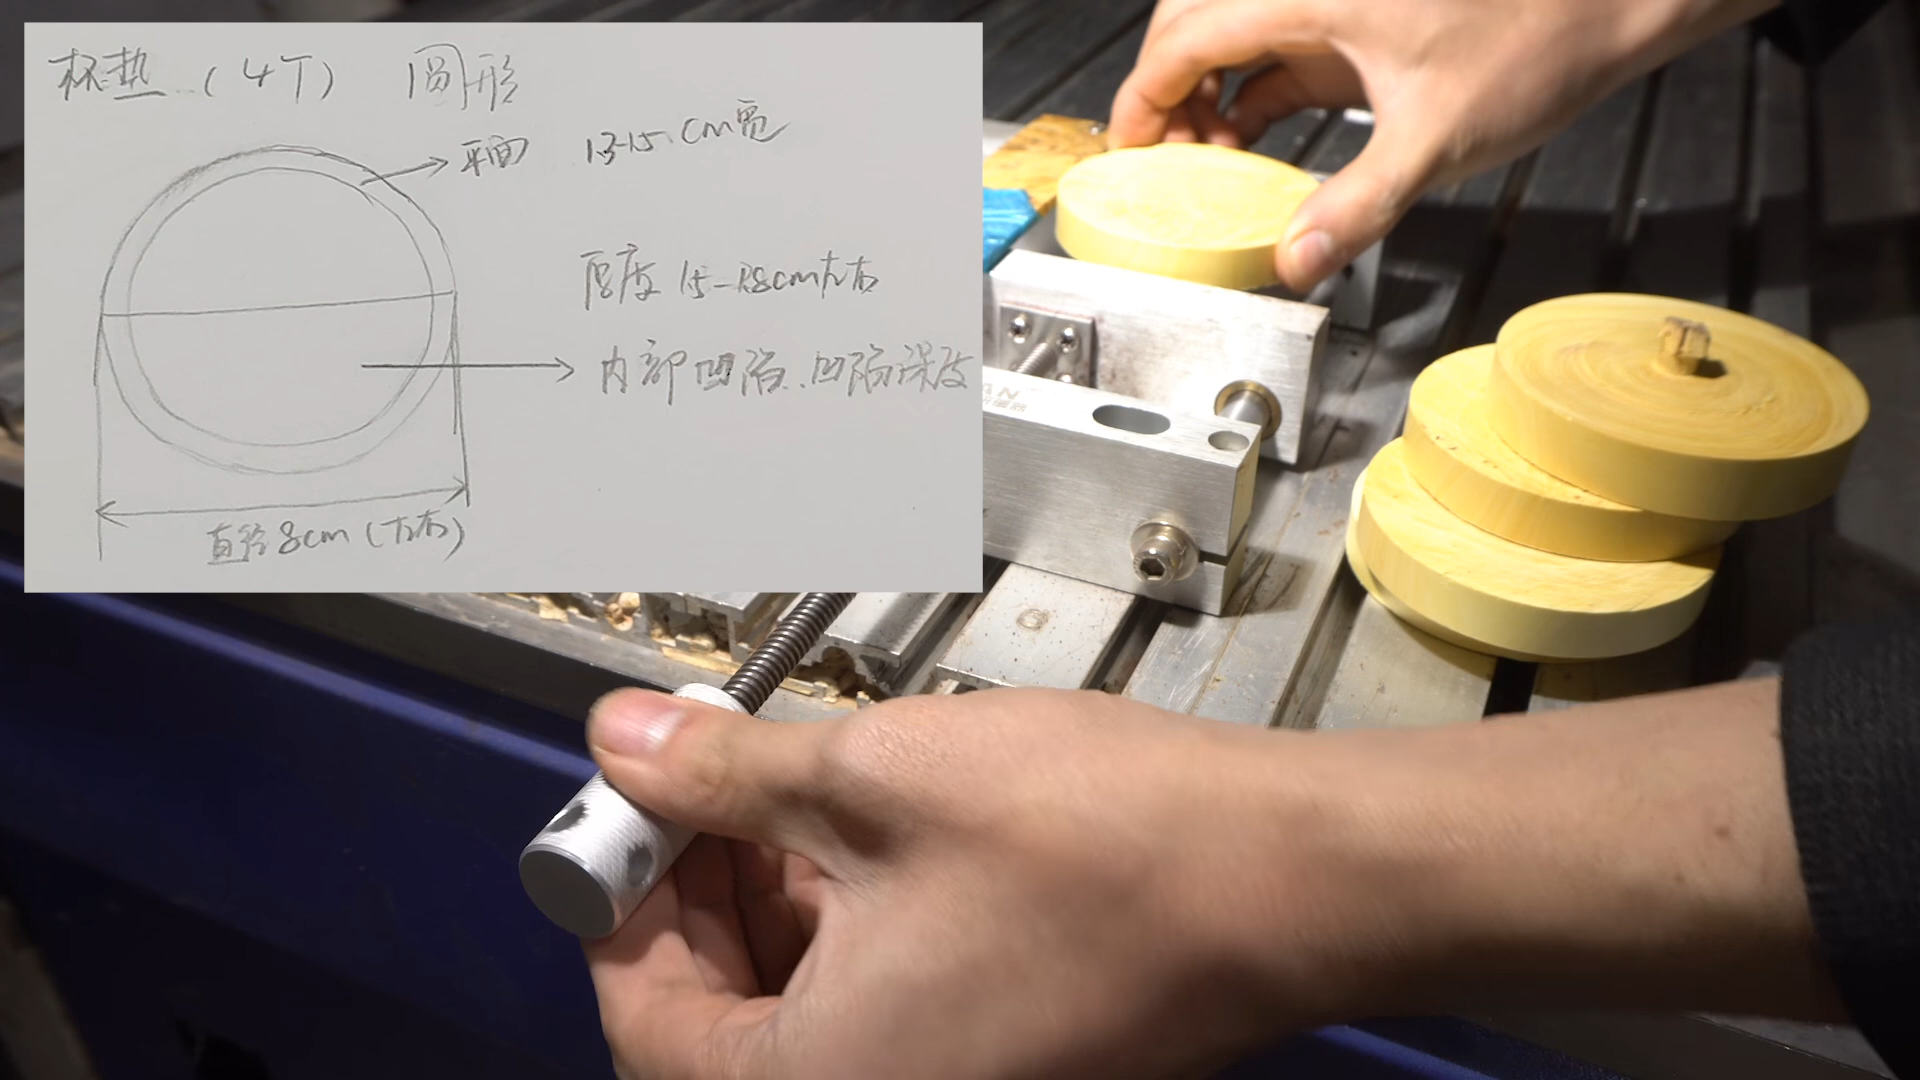 杯垫 (4个) 圆形
平面 1.3-1.5.cm宽
厚度 1.5-1.8cm左右
内部凹陷.凹陷深度
直径8cm(左右)